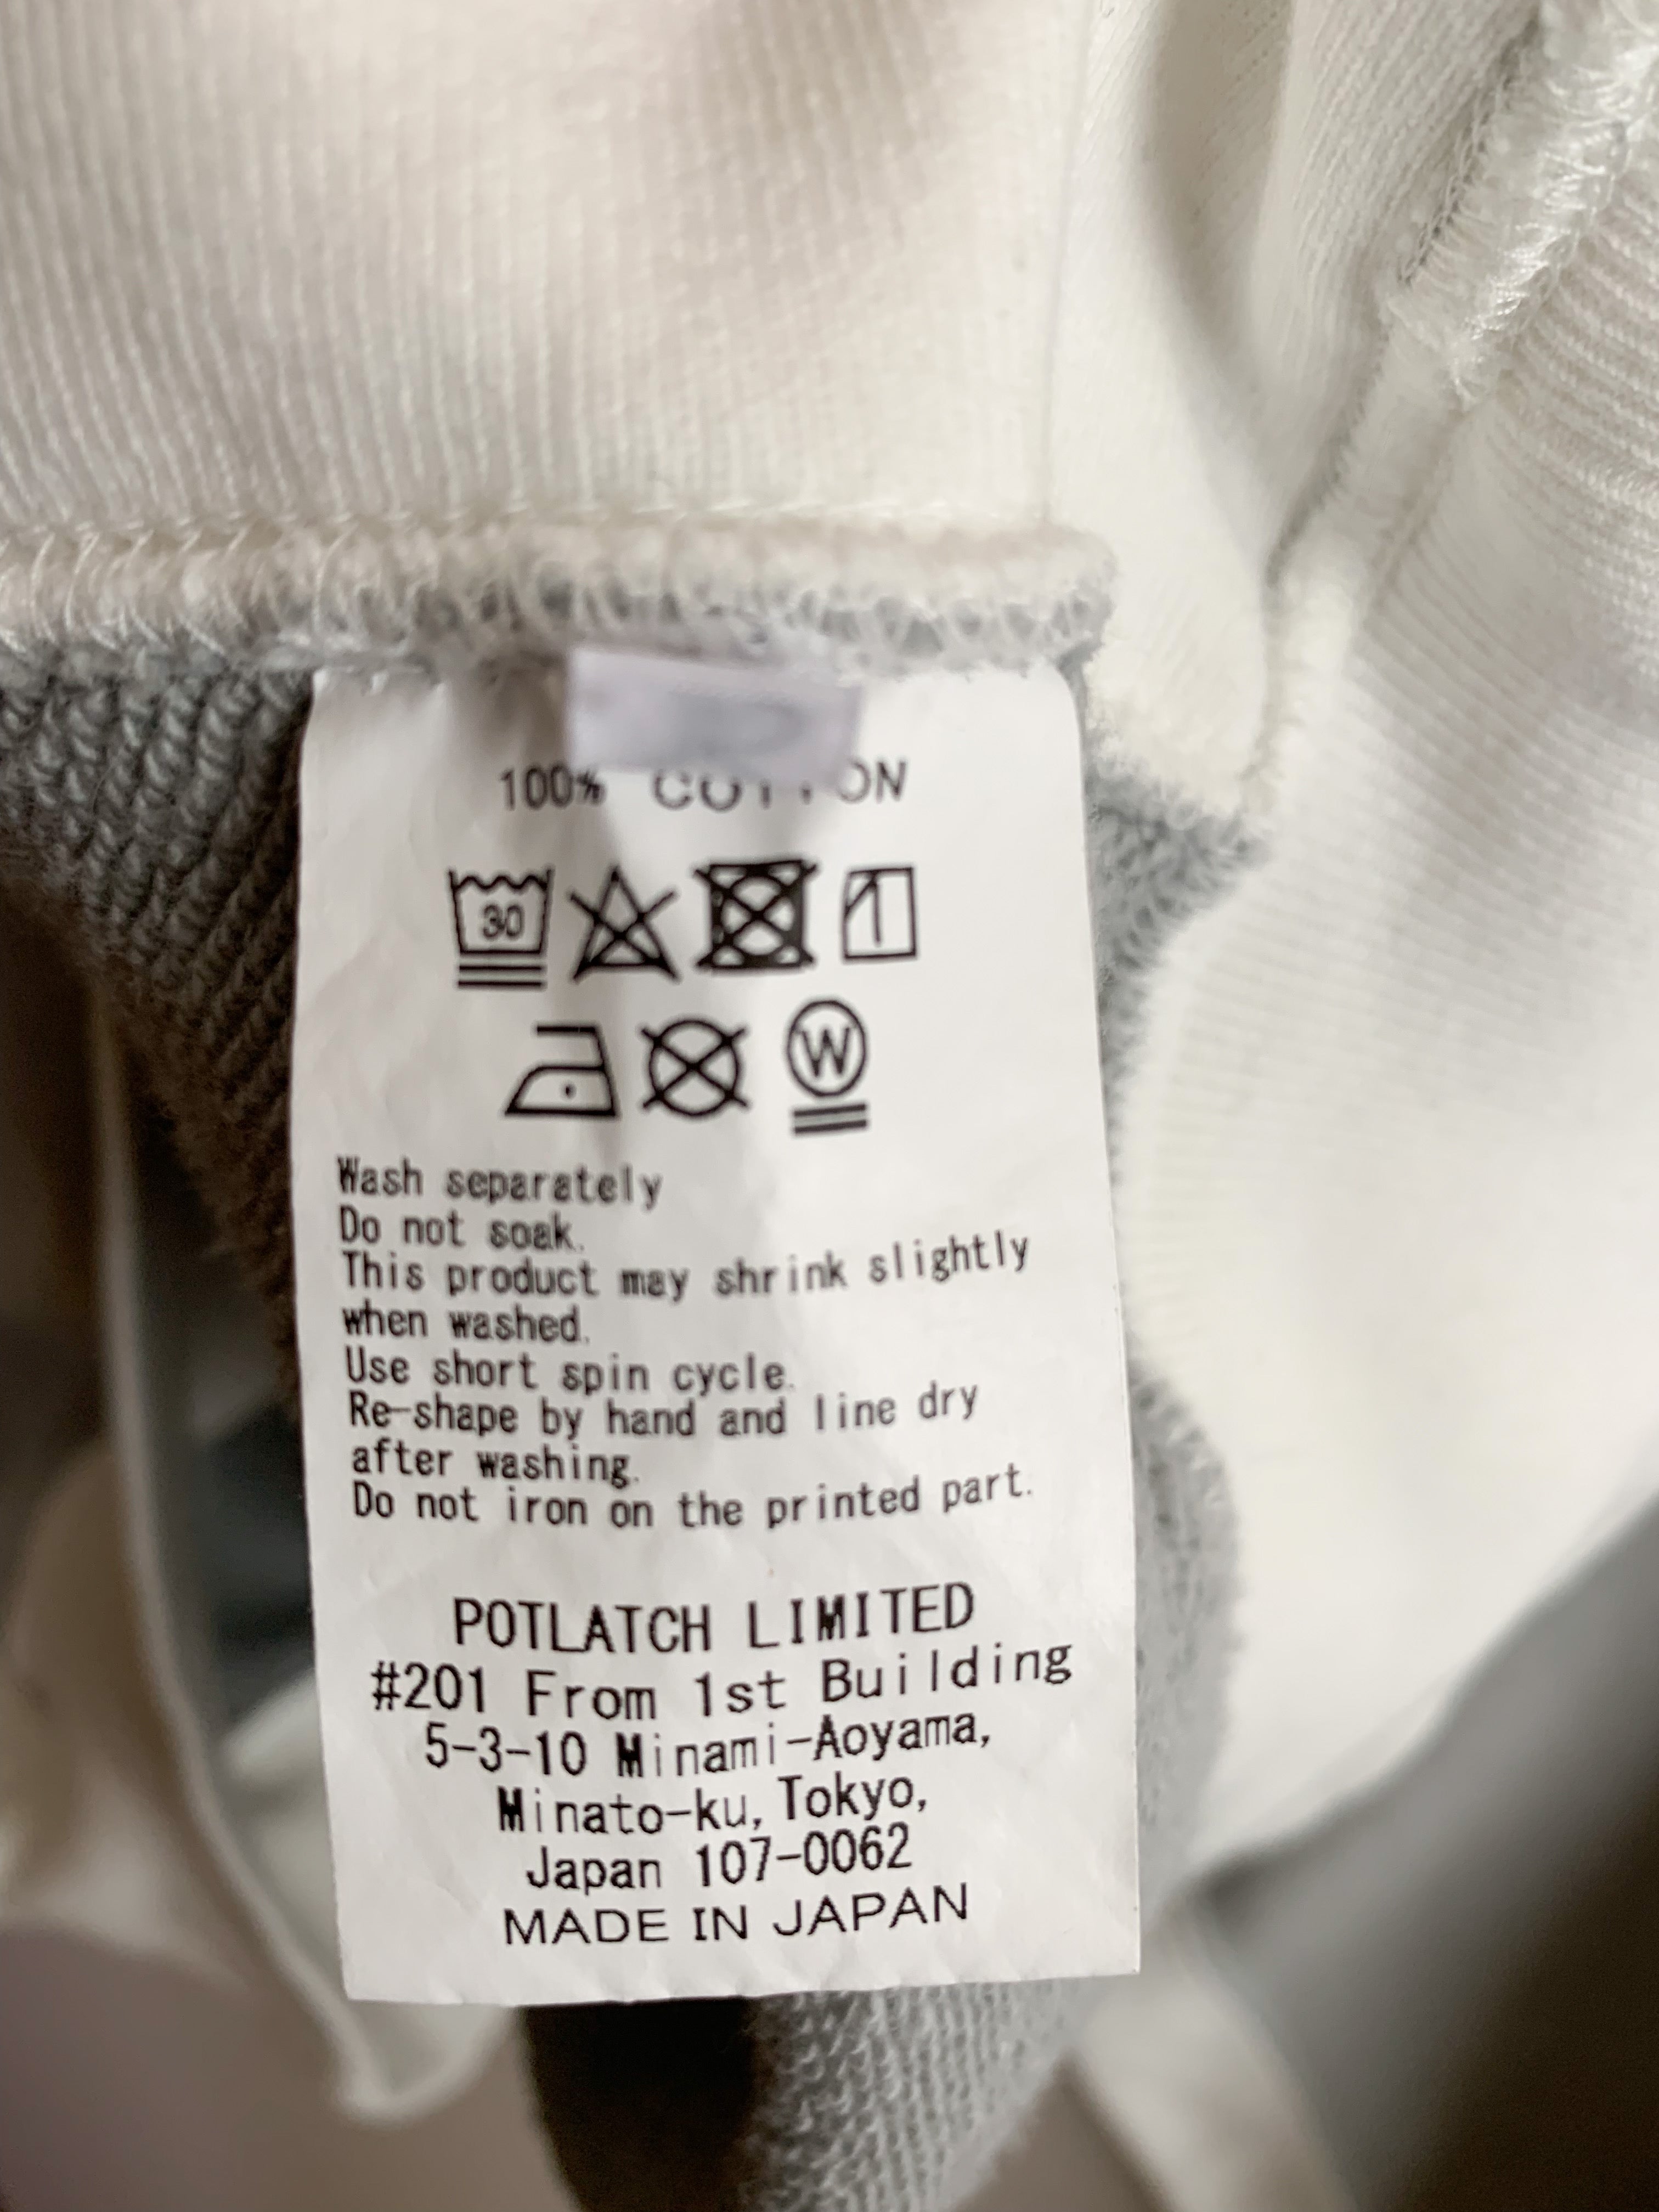 100% COTTON
30
W
Wash separately
Do not soak.
This product may shrink slightly
when washed.
Use short spin cycle.
Re-shape by hand and line dry
after washing.
Do not iron on the printed part.
POTLATCH LIMITED
#201 From 1st Building
5-3-10 Minami-Aoyama,
Minato-ku, Tokyo,
Japan 107-0062
MADE IN JAPAN